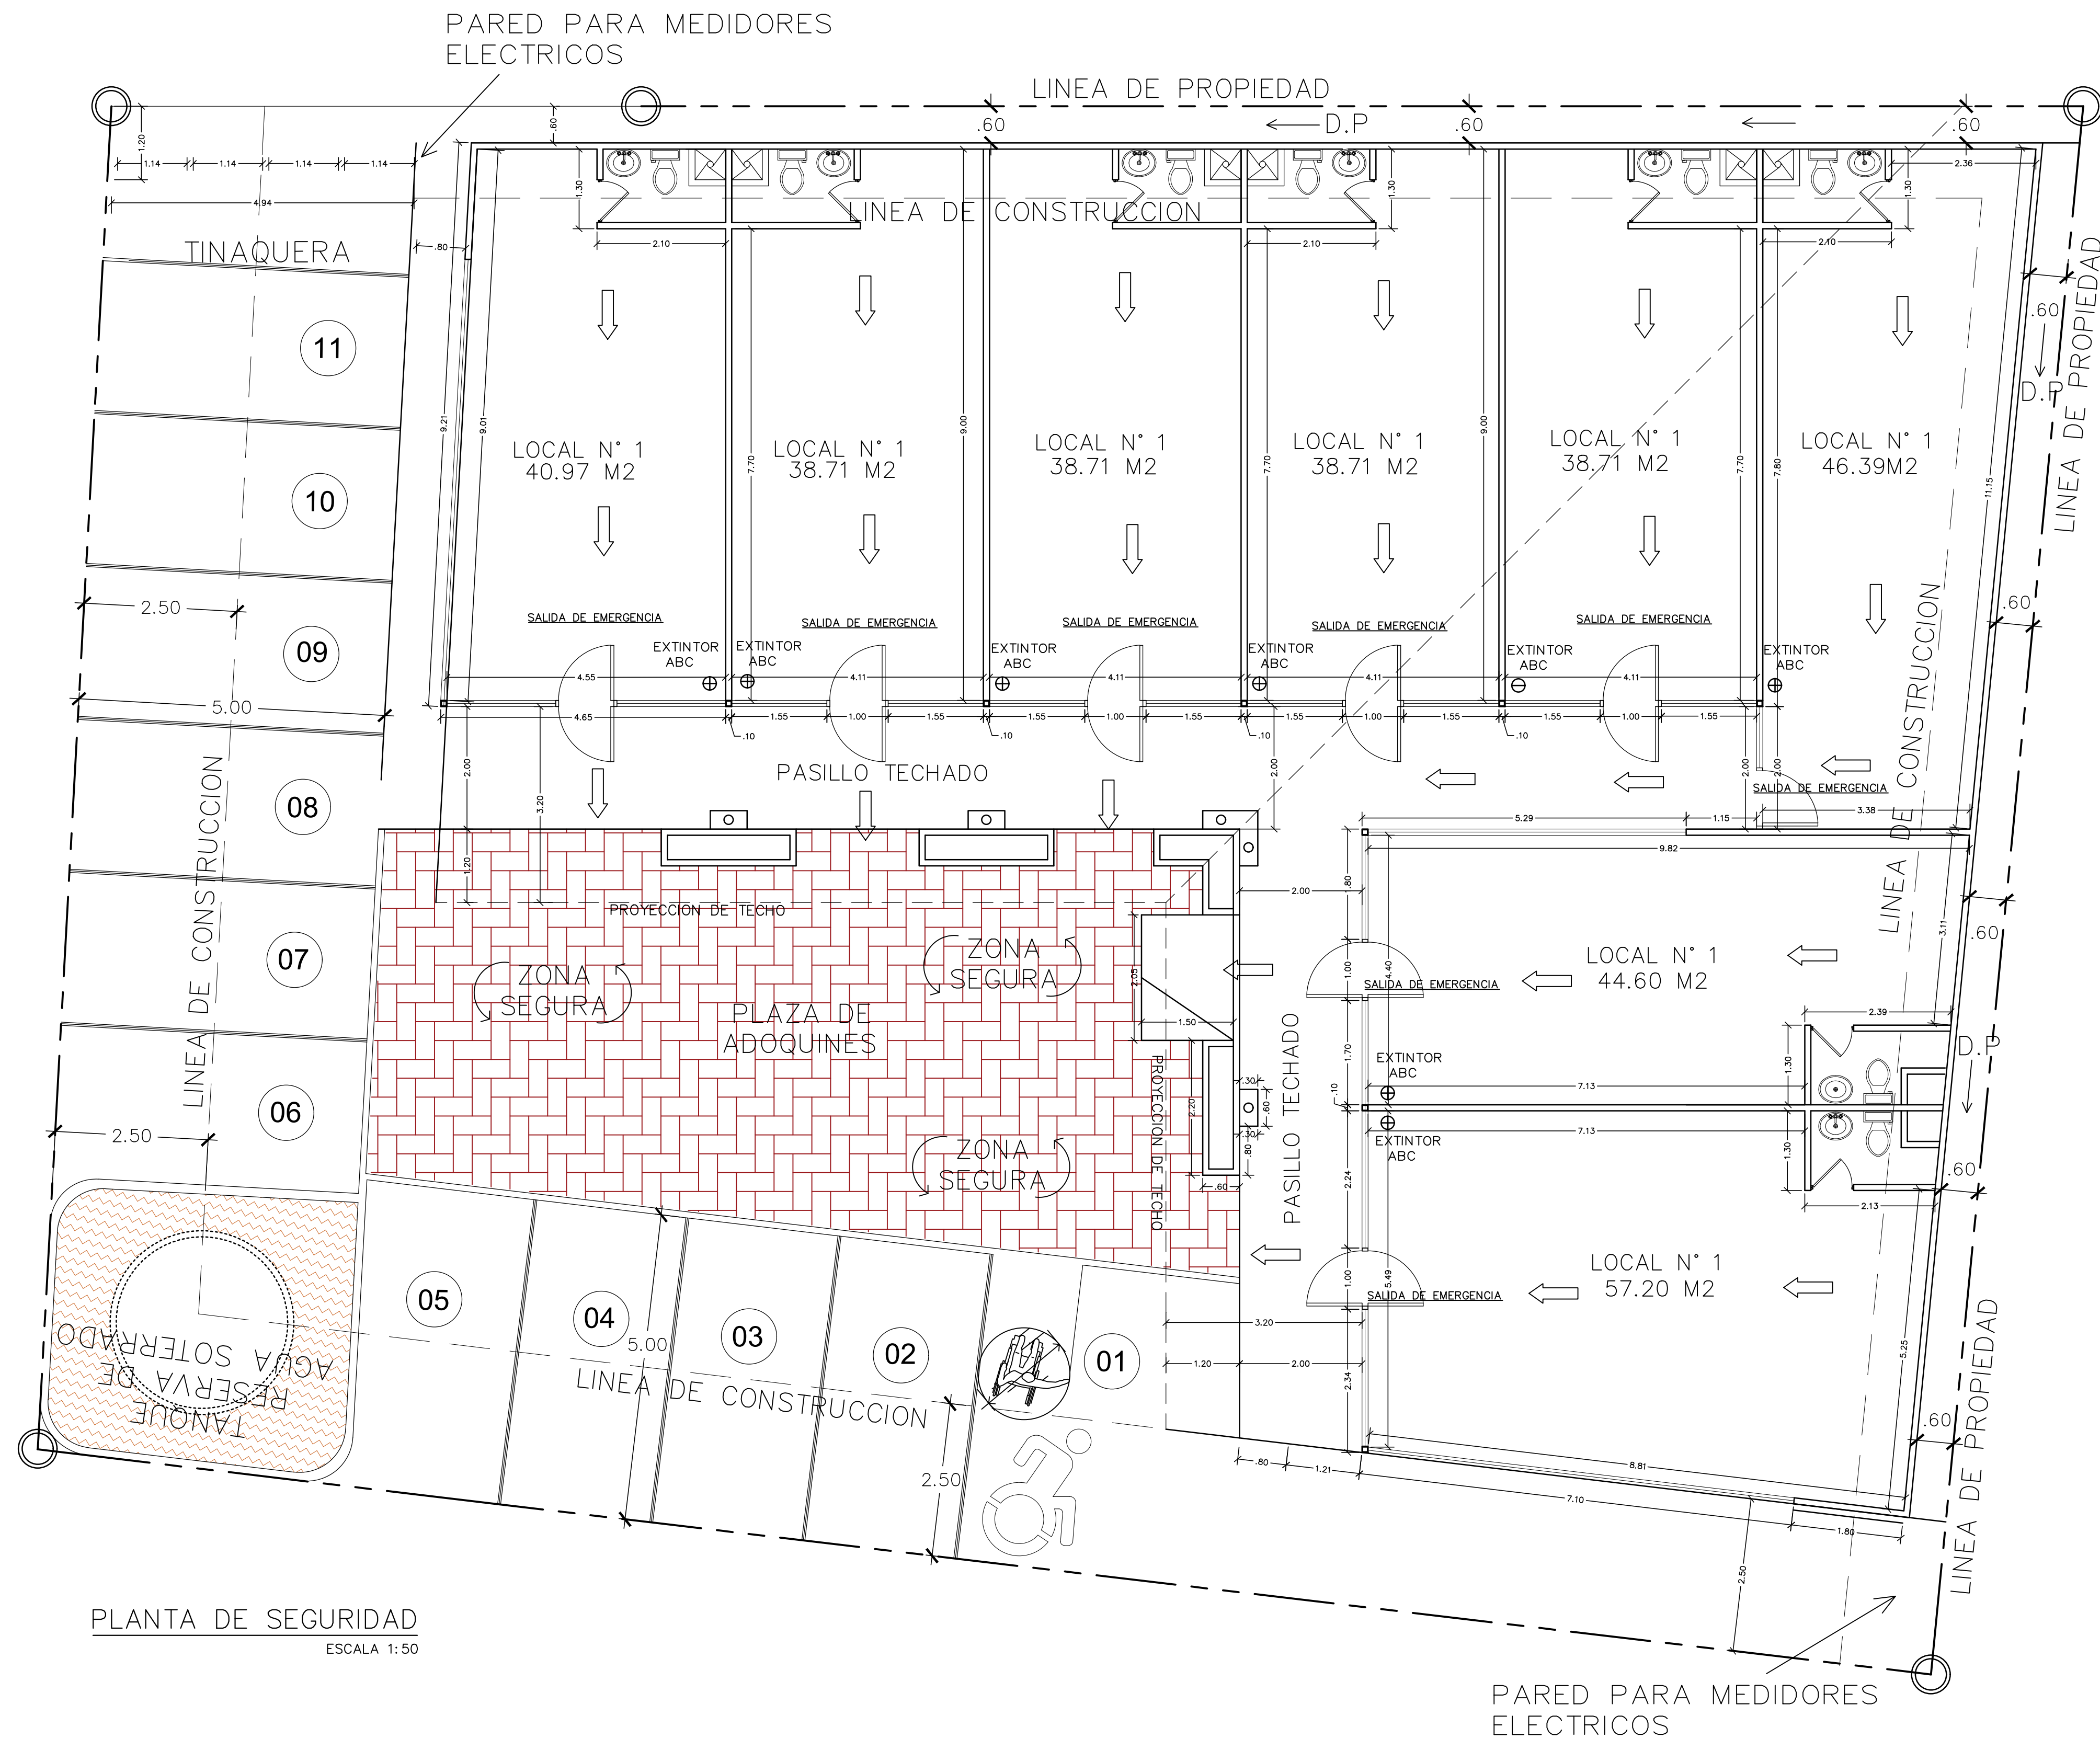 PARED PARA MEDIDORES
ELECTRICOS
LINEA DE PROPIEDAD
.60
D.P
.60
.60
1.20
.60
1.14
1.14
1.14
1.14
4.94
TINAQUERA
.80
1.30
2.10
LINEA DE CONSTRUCCION
2.10
1.30
2.10
1.30
2.36
.60
D.P
LINEA DE PROPIEDAD
11
10
09
08
07
06
05
04
03
02
01
9.21
9.01
7.70
9.00
7.70
9.00
7.70
7.80
11.15
LOCAL N° 1
40.97 M2
LOCAL N° 1
38.71 M2
LOCAL N° 1
38.71 M2
LOCAL N° 1
38.71 M2
LOCAL N° 1
38.71 M2
LOCAL N° 1
46.39M2
SALIDA DE EMERGENCIA
SALIDA DE EMERGENCIA
SALIDA DE EMERGENCIA
SALIDA DE EMERGENCIA
SALIDA DE EMERGENCIA
EXTINTOR
ABC
EXTINTOR
ABC
EXTINTOR
ABC
EXTINTOR
ABC
EXTINTOR
ABC
EXTINTOR
ABC
4.55
4.11
4.11
4.11
4.11
4.65
1.55
1.00
1.55
1.55
1.00
1.55
1.55
1.00
1.55
1.55
1.00
1.55
.10
.10
.10
.10
2.50
5.00
LINEA DE CONSTRUCCION
2.50
2.00
3.20
1.20
PASILLO TECHADO
2.00
2.00
2.00
SALIDA DE EMERGENCIA
3.38
5.29
1.15
9.82
.60
LINEA DE CONSTRUCCION
PROYECCION DE TECHO
ZONA
SEGURA
ZONA
SEGURA
PLAZA DE
ADOQUINES
ZONA
SEGURA
2.05
1.50
PROYECCION DE TECHO
2.20
.30
.60
.30
.80
.60
PASILLO TECHADO
2.00
1.80
1.00
4.40
1.70
.10
2.24
1.00
5.49
2.34
SALIDA DE EMERGENCIA
LOCAL N° 1
44.60 M2
3.11
.60
2.39
D.P
1.30
EXTINTOR
ABC
7.13
7.13
EXTINTOR
ABC
1.30
2.13
.60
LOCAL N° 1
57.20 M2
SALIDA DE EMERGENCIA
5.25
LINEA DE PROPIEDAD
.60
TANQUE
RESERVA DE
AGUA SOTERRADO
5.00
LINEA DE CONSTRUCCION
2.50
3.20
1.20
2.00
.80
1.21
8.81
7.10
1.80
2.50
PLANTA DE SEGURIDAD
ESCALA 1:50
PARED PARA MEDIDORES
ELECTRICOS